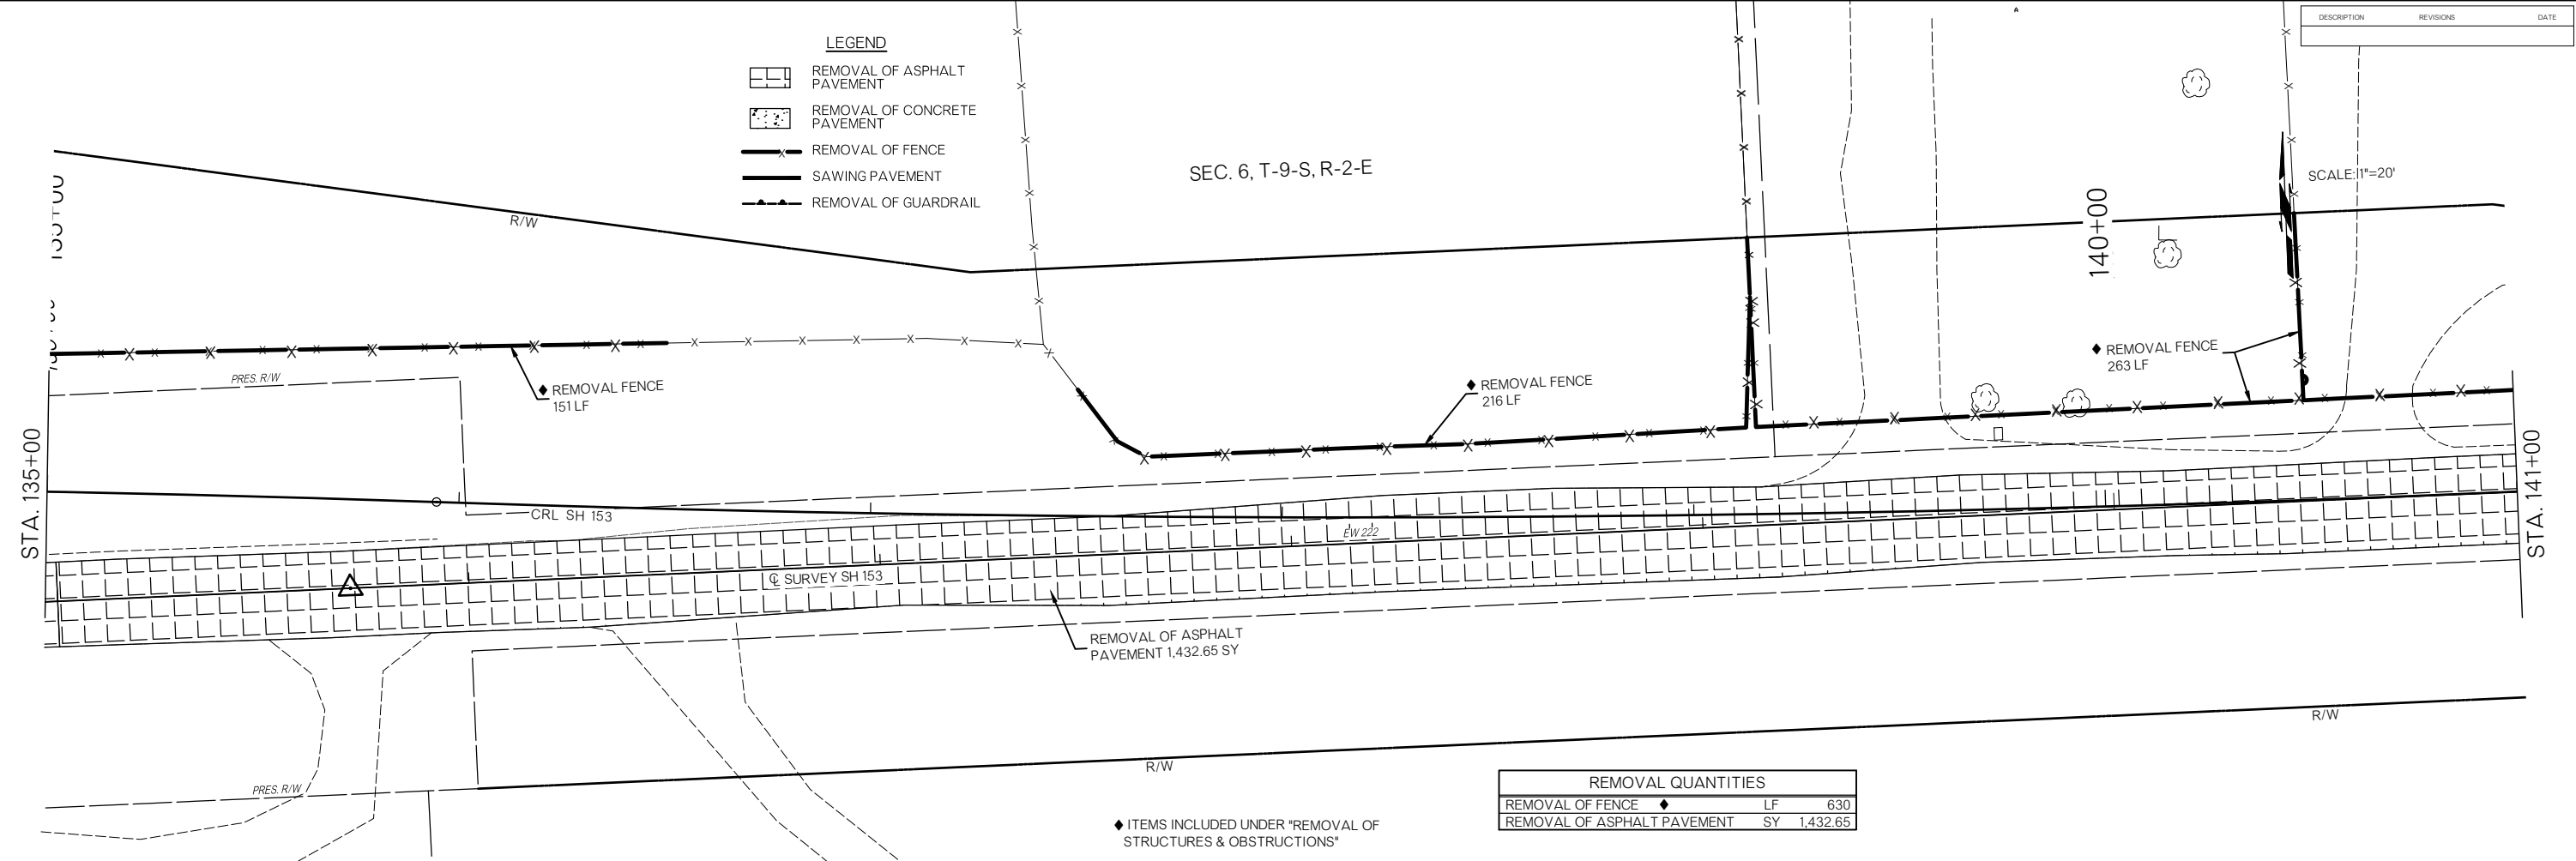 DESCRIPTION REVISIONS DATE
LEGEND
REMOVAL OF ASPHALT
PAVEMENT
REMOVAL OF CONCRETE
PAVEMENT
REMOVAL OF FENCE
SAWING PAVEMENT
REMOVAL OF GUARDRAIL
SEC. 6, T-9-S, R-2-E
SCALE: 1"=20'
R/W
140+00
PRES. R/W
◆ REMOVAL FENCE
151 LF
◆ REMOVAL FENCE
216 LF
◆ REMOVAL FENCE
263 LF
STA. 135+00
STA. 141+00
CRL SH 153
EW 222
℄ SURVEY SH 153
REMOVAL OF ASPHALT
PAVEMENT 1,432.65 SY
R/W
R/W
PRES. R/W
REMOVAL QUANTITIES
REMOVAL OF FENCE ◆ LF 630
REMOVAL OF ASPHALT PAVEMENT SY 1,432.65
◆ ITEMS INCLUDED UNDER "REMOVAL OF
STRUCTURES & OBSTRUCTIONS"